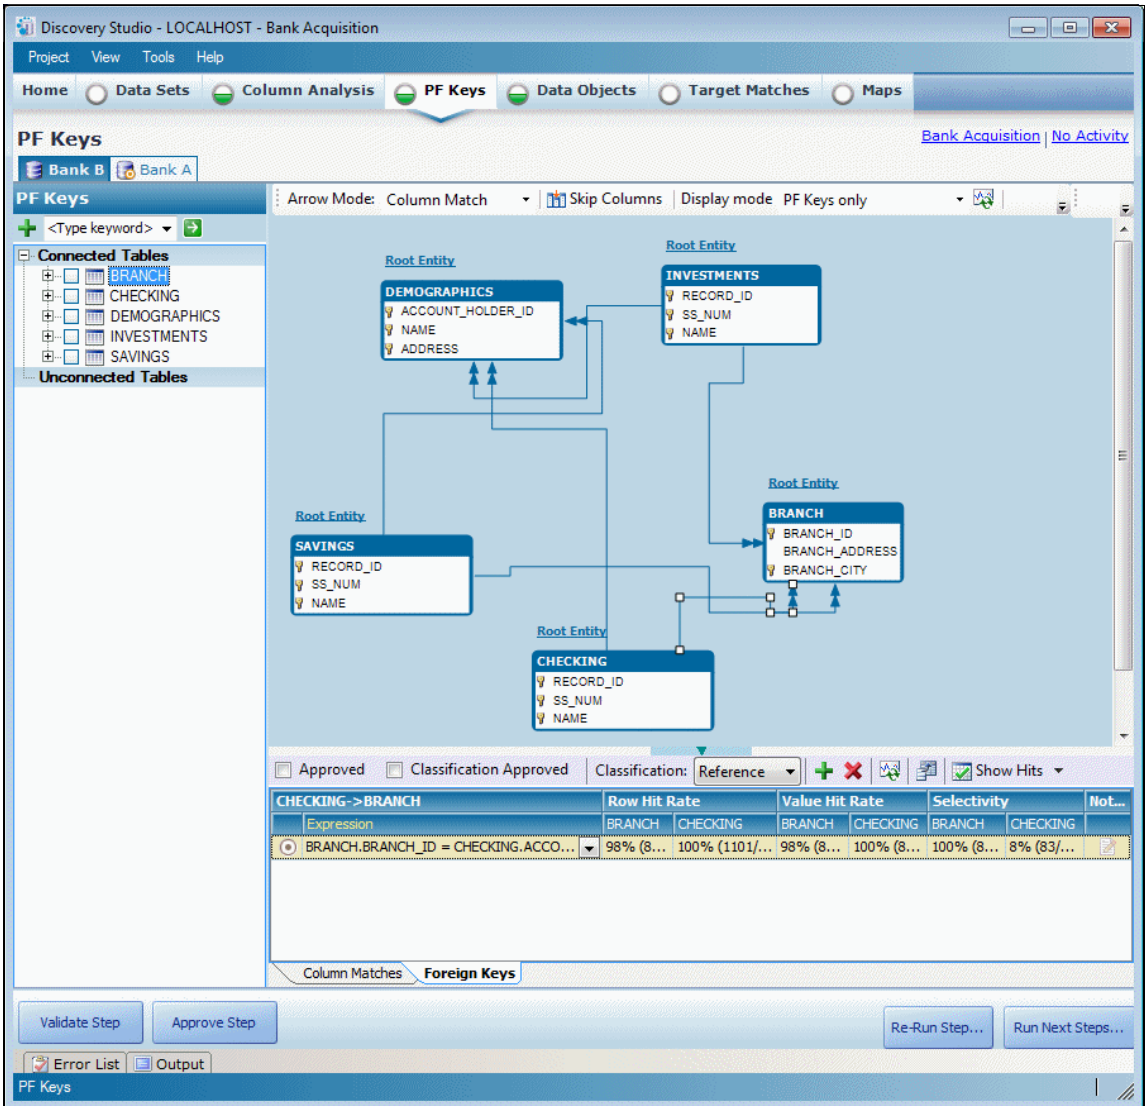 Discovery Studio - LOCALHOST - Bank Acquisition
Project View Tools Help
Home Data Sets Column Analysis PF Keys Data Objects Target Matches Maps
PF Keys
Bank Acquisition | No Activity
Bank B Bank A
PF Keys
Arrow Mode: Column Match Skip Columns Display mode PF Keys only
<Type keyword>
Connected Tables
BRANCH
CHECKING
DEMOGRAPHICS
INVESTMENTS
SAVINGS
Unconnected Tables
Root Entity
DEMOGRAPHICS
ACCOUNT_HOLDER_ID
NAME
ADDRESS
Root Entity
INVESTMENTS
RECORD_ID
SS_NUM
NAME
Root Entity
BRANCH
BRANCH_ID
BRANCH_ADDRESS
BRANCH_CITY
Root Entity
SAVINGS
RECORD_ID
SS_NUM
NAME
Root Entity
CHECKING
RECORD_ID
SS_NUM
NAME
Approved Classification Approved Classification: Reference Show Hits
CHECKING->BRANCH Row Hit Rate Value Hit Rate Selectivity Not...
Expression BRANCH CHECKING BRANCH CHECKING BRANCH CHECKING
BRANCH.BRANCH_ID = CHECKING.ACCO... 98% (8... 100% (1101/... 98% (8... 100% (8... 100% (8... 8% (83/...
Column Matches Foreign Keys
Validate Step Approve Step Re-Run Step... Run Next Steps...
Error List Output
PF Keys